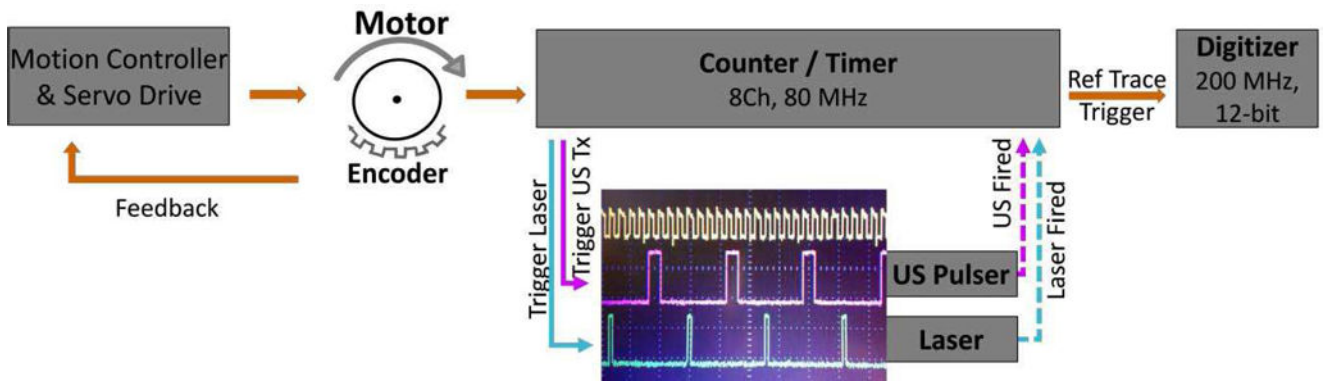 Motion Controller
& Servo Drive
Motor
Encoder
Feedback
Counter / Timer
8Ch, 80 MHz
Ref Trace
Trigger
Digitizer
200 MHz,
12-bit
Trigger Laser
Trigger US Tx
US Fired
Laser Fired
US Pulser
Laser